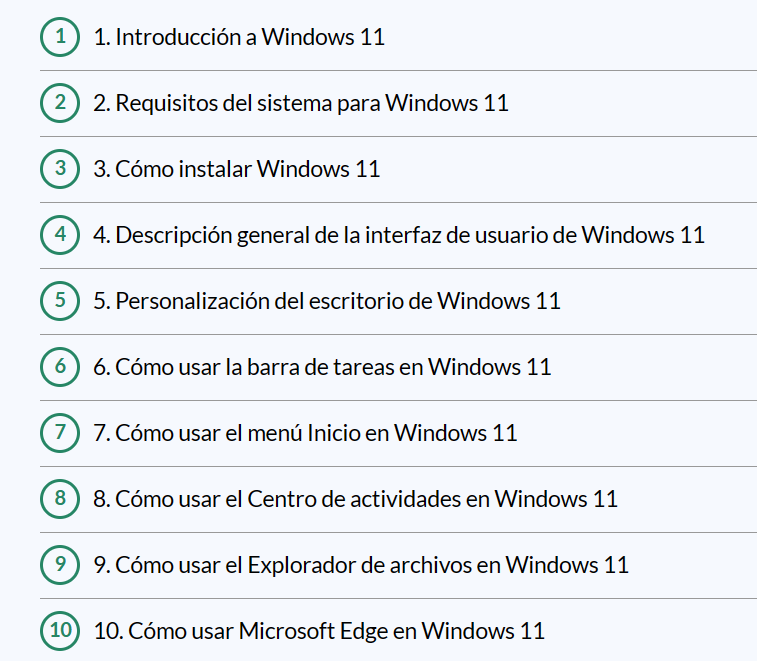 1 1. Introducción a Windows 11
2 2. Requisitos del sistema para Windows 11
3 3. Cómo instalar Windows 11
4 4. Descripción general de la interfaz de usuario de Windows 11
5 5. Personalización del escritorio de Windows 11
6 6. Cómo usar la barra de tareas en Windows 11
7 7. Cómo usar el menú Inicio en Windows 11
8 8. Cómo usar el Centro de actividades en Windows 11
9 9. Cómo usar el Explorador de archivos en Windows 11
10 10. Cómo usar Microsoft Edge en Windows 11